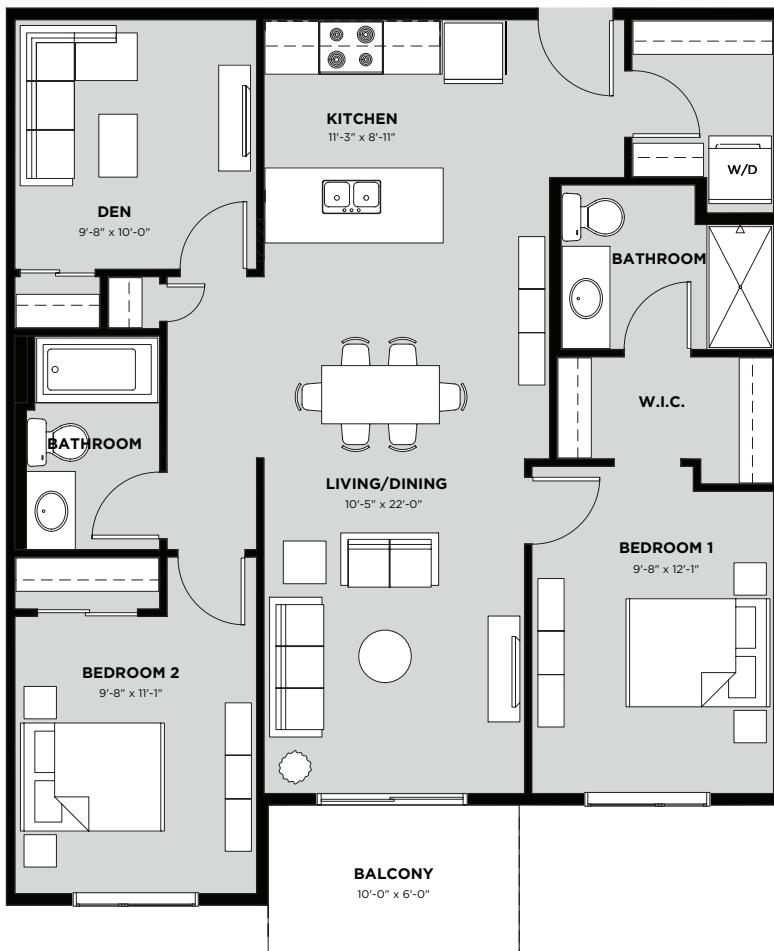 KITCHEN
11'-3" x 8'-11"
W/D
DEN
9'-8" x 10'-0"
BATHROOM
W.I.C.
BATHROOM
LIVING/DINING
10'-5" x 22'-0"
BEDROOM 1
9'-8" x 12'-1"
BEDROOM 2
9'-8" x 11'-1"
BALCONY
10'-0" x 6'-0"